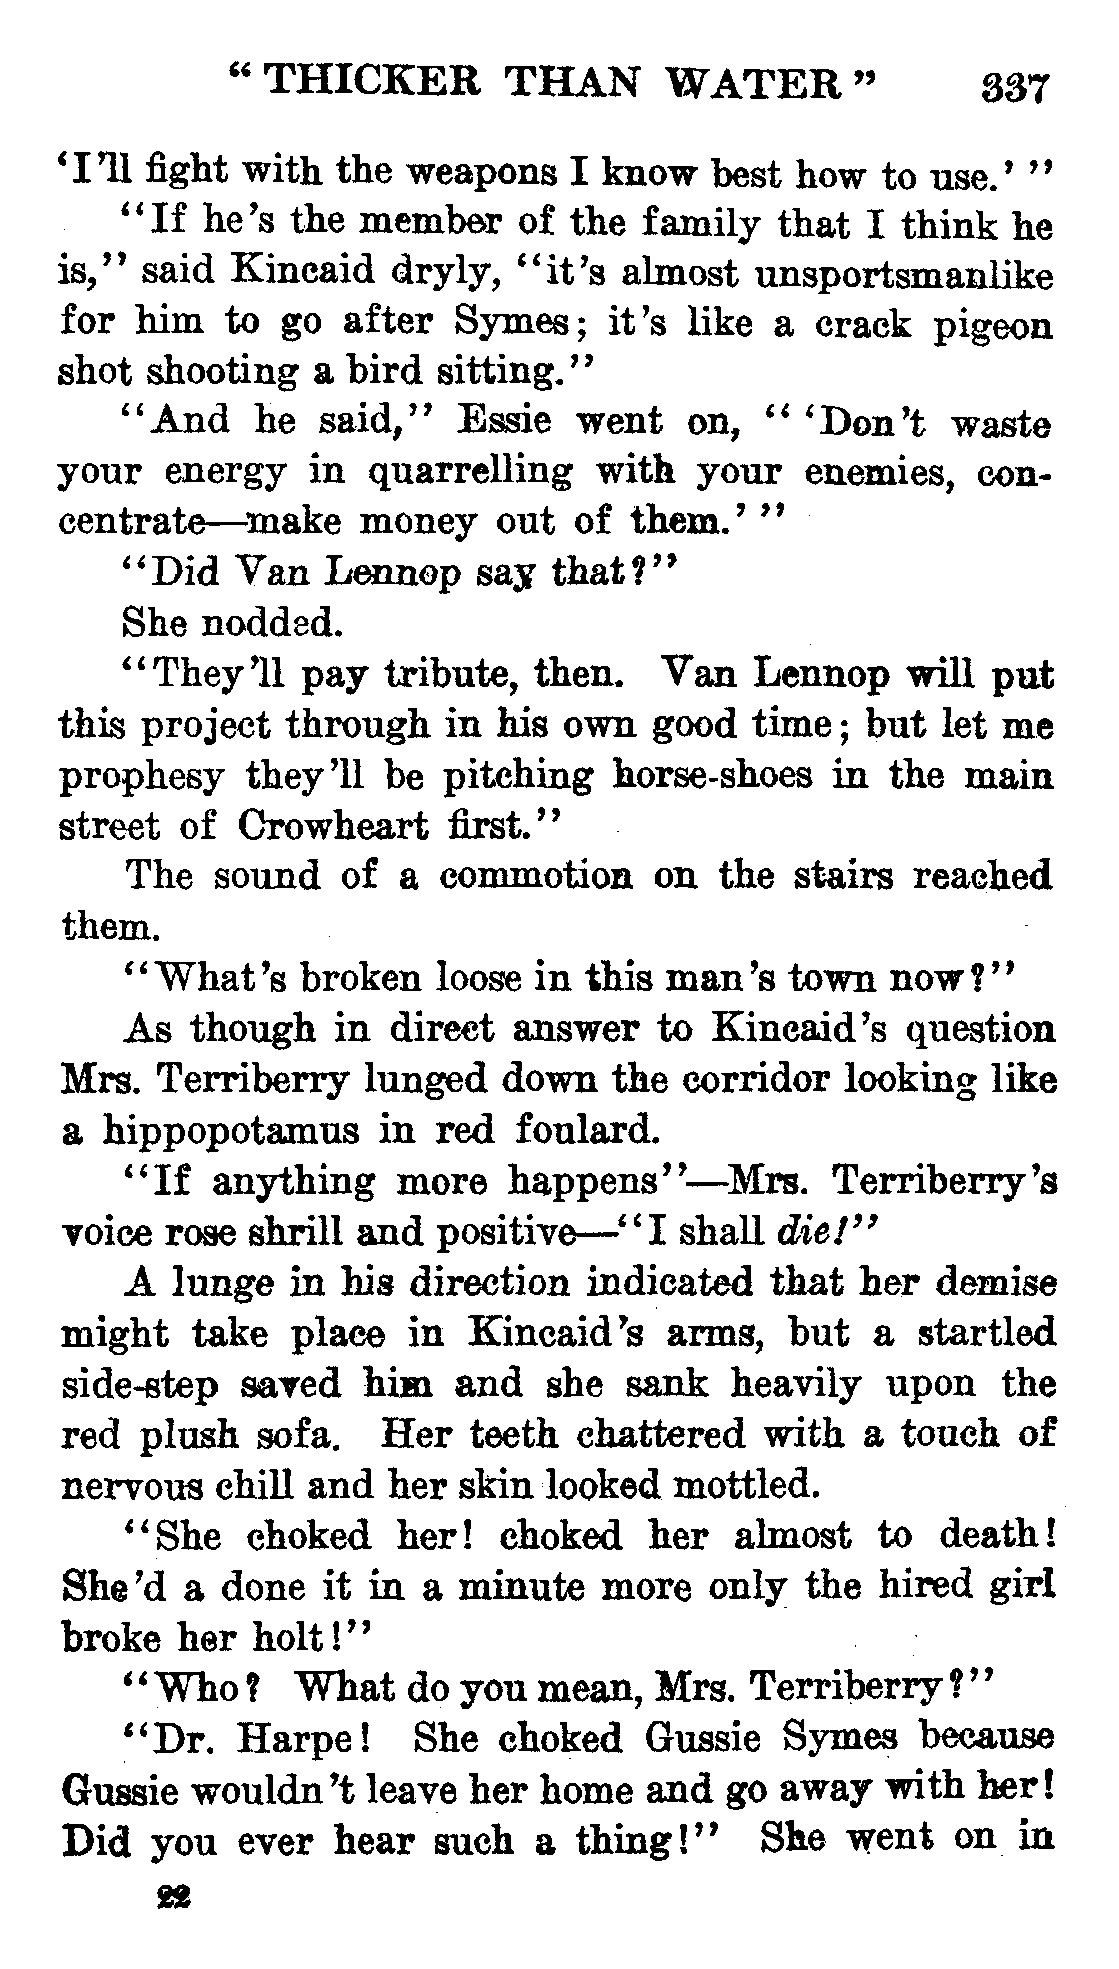 “THICKER THAN WATER” 337
‘I’ll fight with the weapons I know best how to use.’ ”
“If he’s the member of the family that I think he
is,” said Kincaid dryly, “it’s almost unsportsmanlike
for him to go after Symes; it’s like a crack pigeon
shot shooting a bird sitting.”
“And he said,” Essie went on, “ ‘Don’t waste
your energy in quarrelling with your enemies, con-
centrate—make money out of them.’ ”
“Did Van Lennop say that?”
She nodded.
“They’ll pay tribute, then. Van Lennop will put
this project through in his own good time; but let me
prophesy they’ll be pitching horse-shoes in the main
street of Crowheart first.”
The sound of a commotion on the stairs reached
them.
“What’s broken loose in this man’s town now?”
As though in direct answer to Kincaid’s question
Mrs. Terriberry lunged down the corridor looking like
a hippopotamus in red foulard.
“If anything more happens”—Mrs. Terriberry’s
voice rose shrill and positive—“I shall die!”
A lunge in his direction indicated that her demise
might take place in Kincaid’s arms, but a startled
side-step saved him and she sank heavily upon the
red plush sofa. Her teeth chattered with a touch of
nervous chill and her skin looked mottled.
“She choked her! choked her almost to death!
She’d a done it in a minute more only the hired girl
broke her holt!”
“Who? What do you mean, Mrs. Terriberry?”
“Dr. Harpe! She choked Gussie Symes because
Gussie wouldn’t leave her home and go away with her!
Did you ever hear such a thing!” She went on in
22